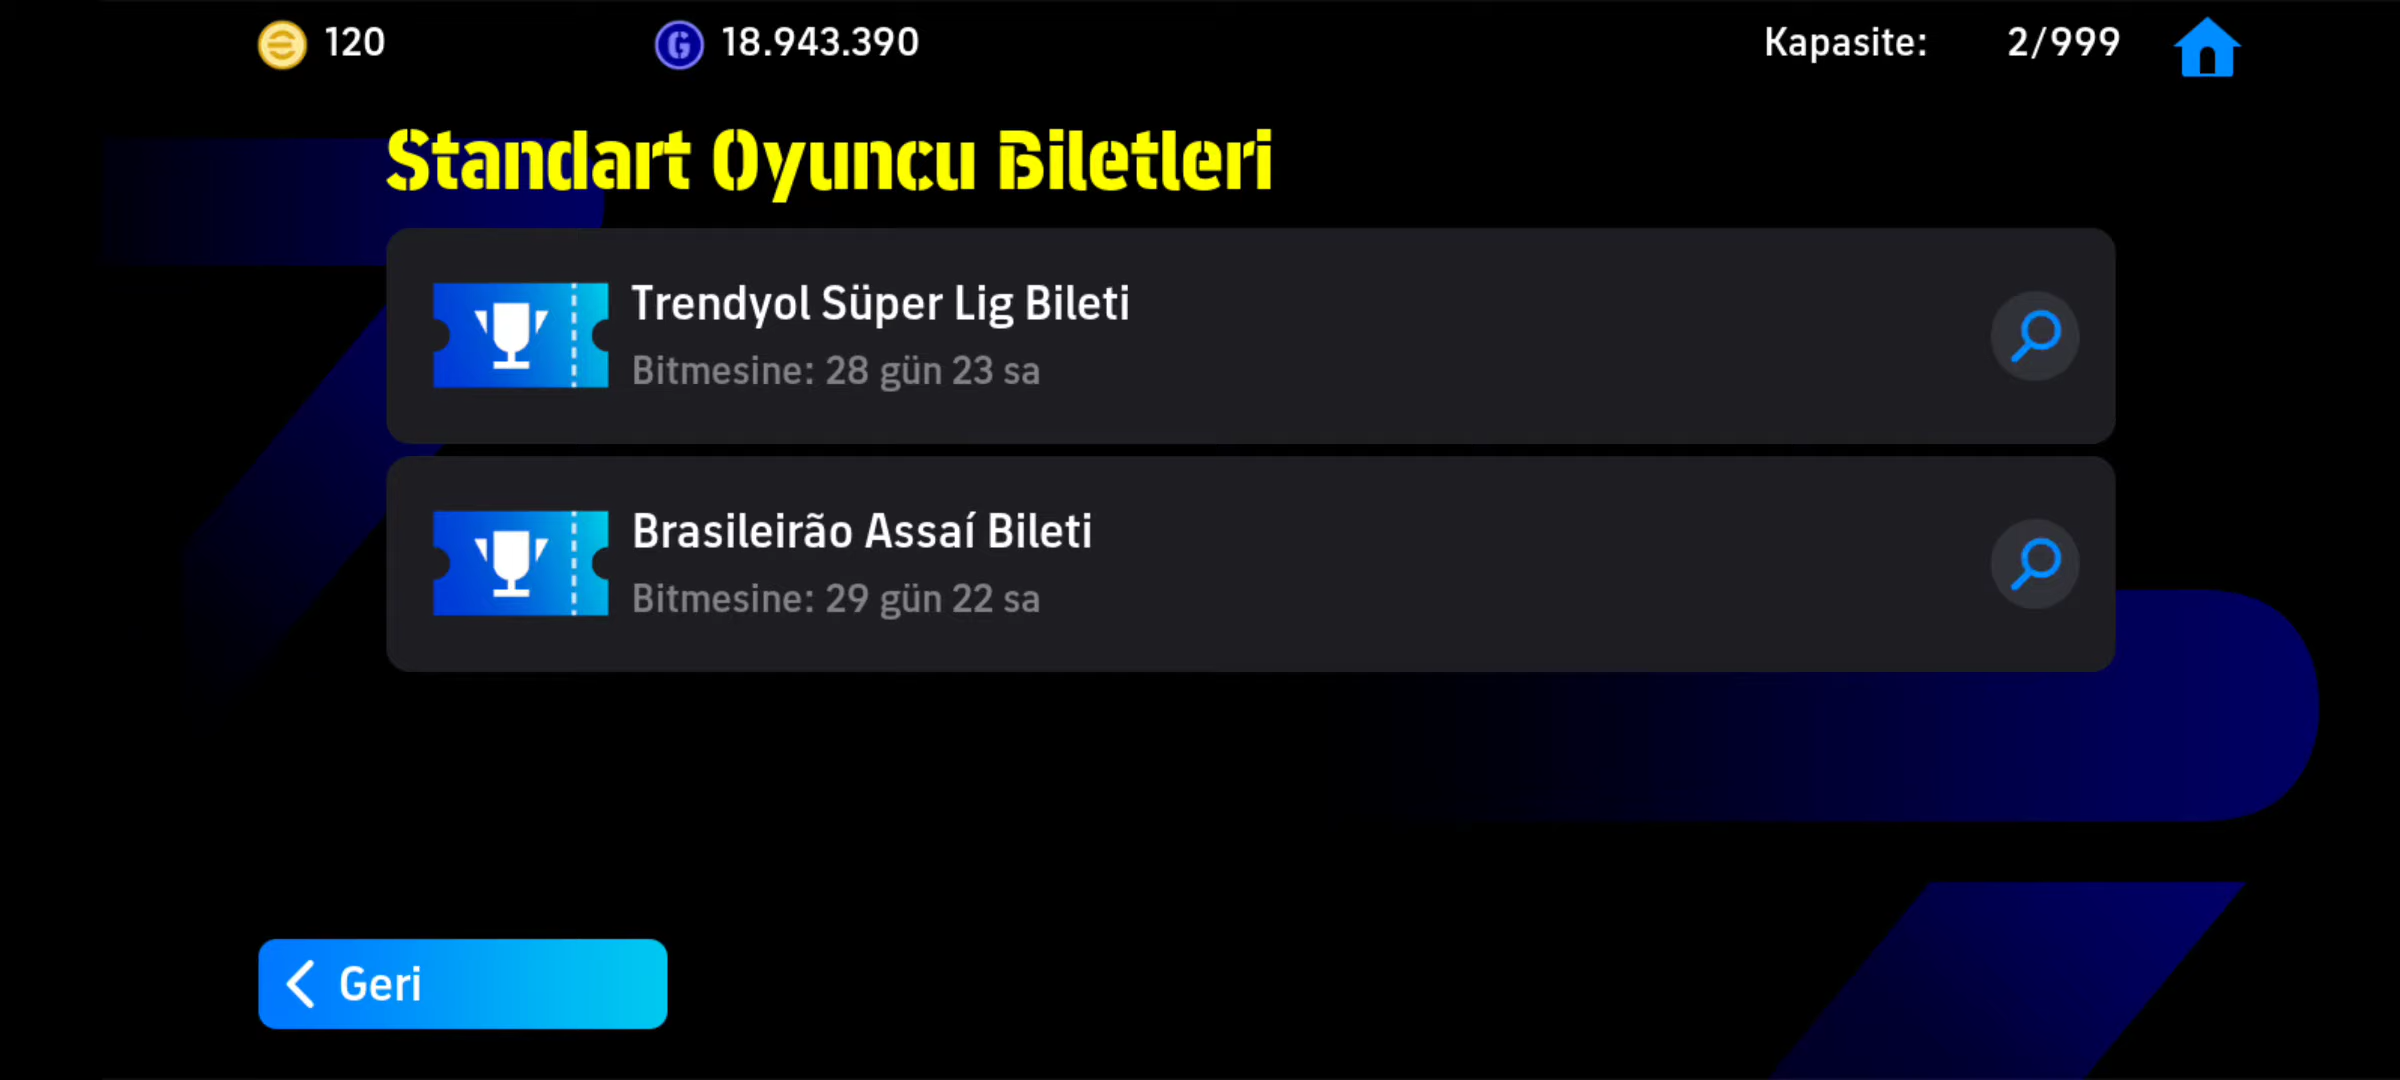 120
18.943.390
Kapasite: 2/999
Standart Oyuncu Biletleri
Trendyol Süper Lig Bileti
Bitmesine: 28 gün 23 sa
Brasileirão Assaí Bileti
Bitmesine: 29 gün 22 sa
Geri